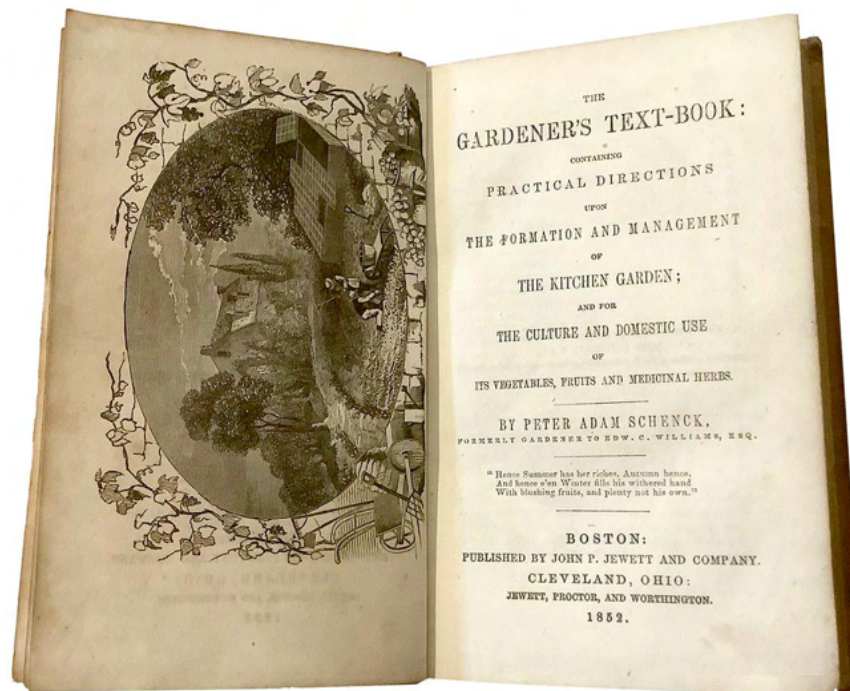 THE
GARDENER'S TEXT-BOOK:
CONTAINING
PRACTICAL DIRECTIONS
UPON
THE FORMATION AND MANAGEMENT
OF
THE KITCHEN GARDEN;
AND FOR
THE CULTURE AND DOMESTIC USE
OF
ITS VEGETABLES, FRUITS AND MEDICINAL HERBS.
BY PETER ADAM SCHENCK,
FORMERLY GARDENER TO EDW. C. WILLIAMS, ESQ.
"Hence Summer has her riches, Autumn hence,
And hence e'en Winter fills his withered hand
With blushing fruits, and plenty not his own."
BOSTON:
PUBLISHED BY JOHN P. JEWETT AND COMPANY.
CLEVELAND, OHIO:
JEWETT, PROCTOR, AND WORTHINGTON.
1852.